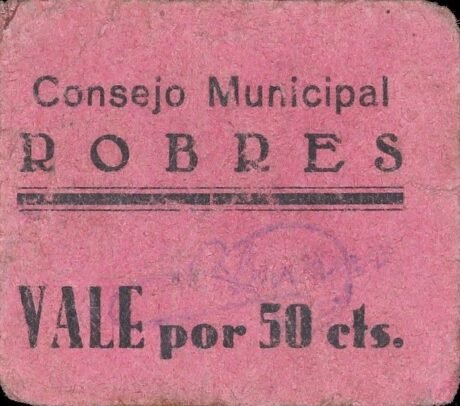 Consejo Municipal
ROBRES
VALE por 50 cts.